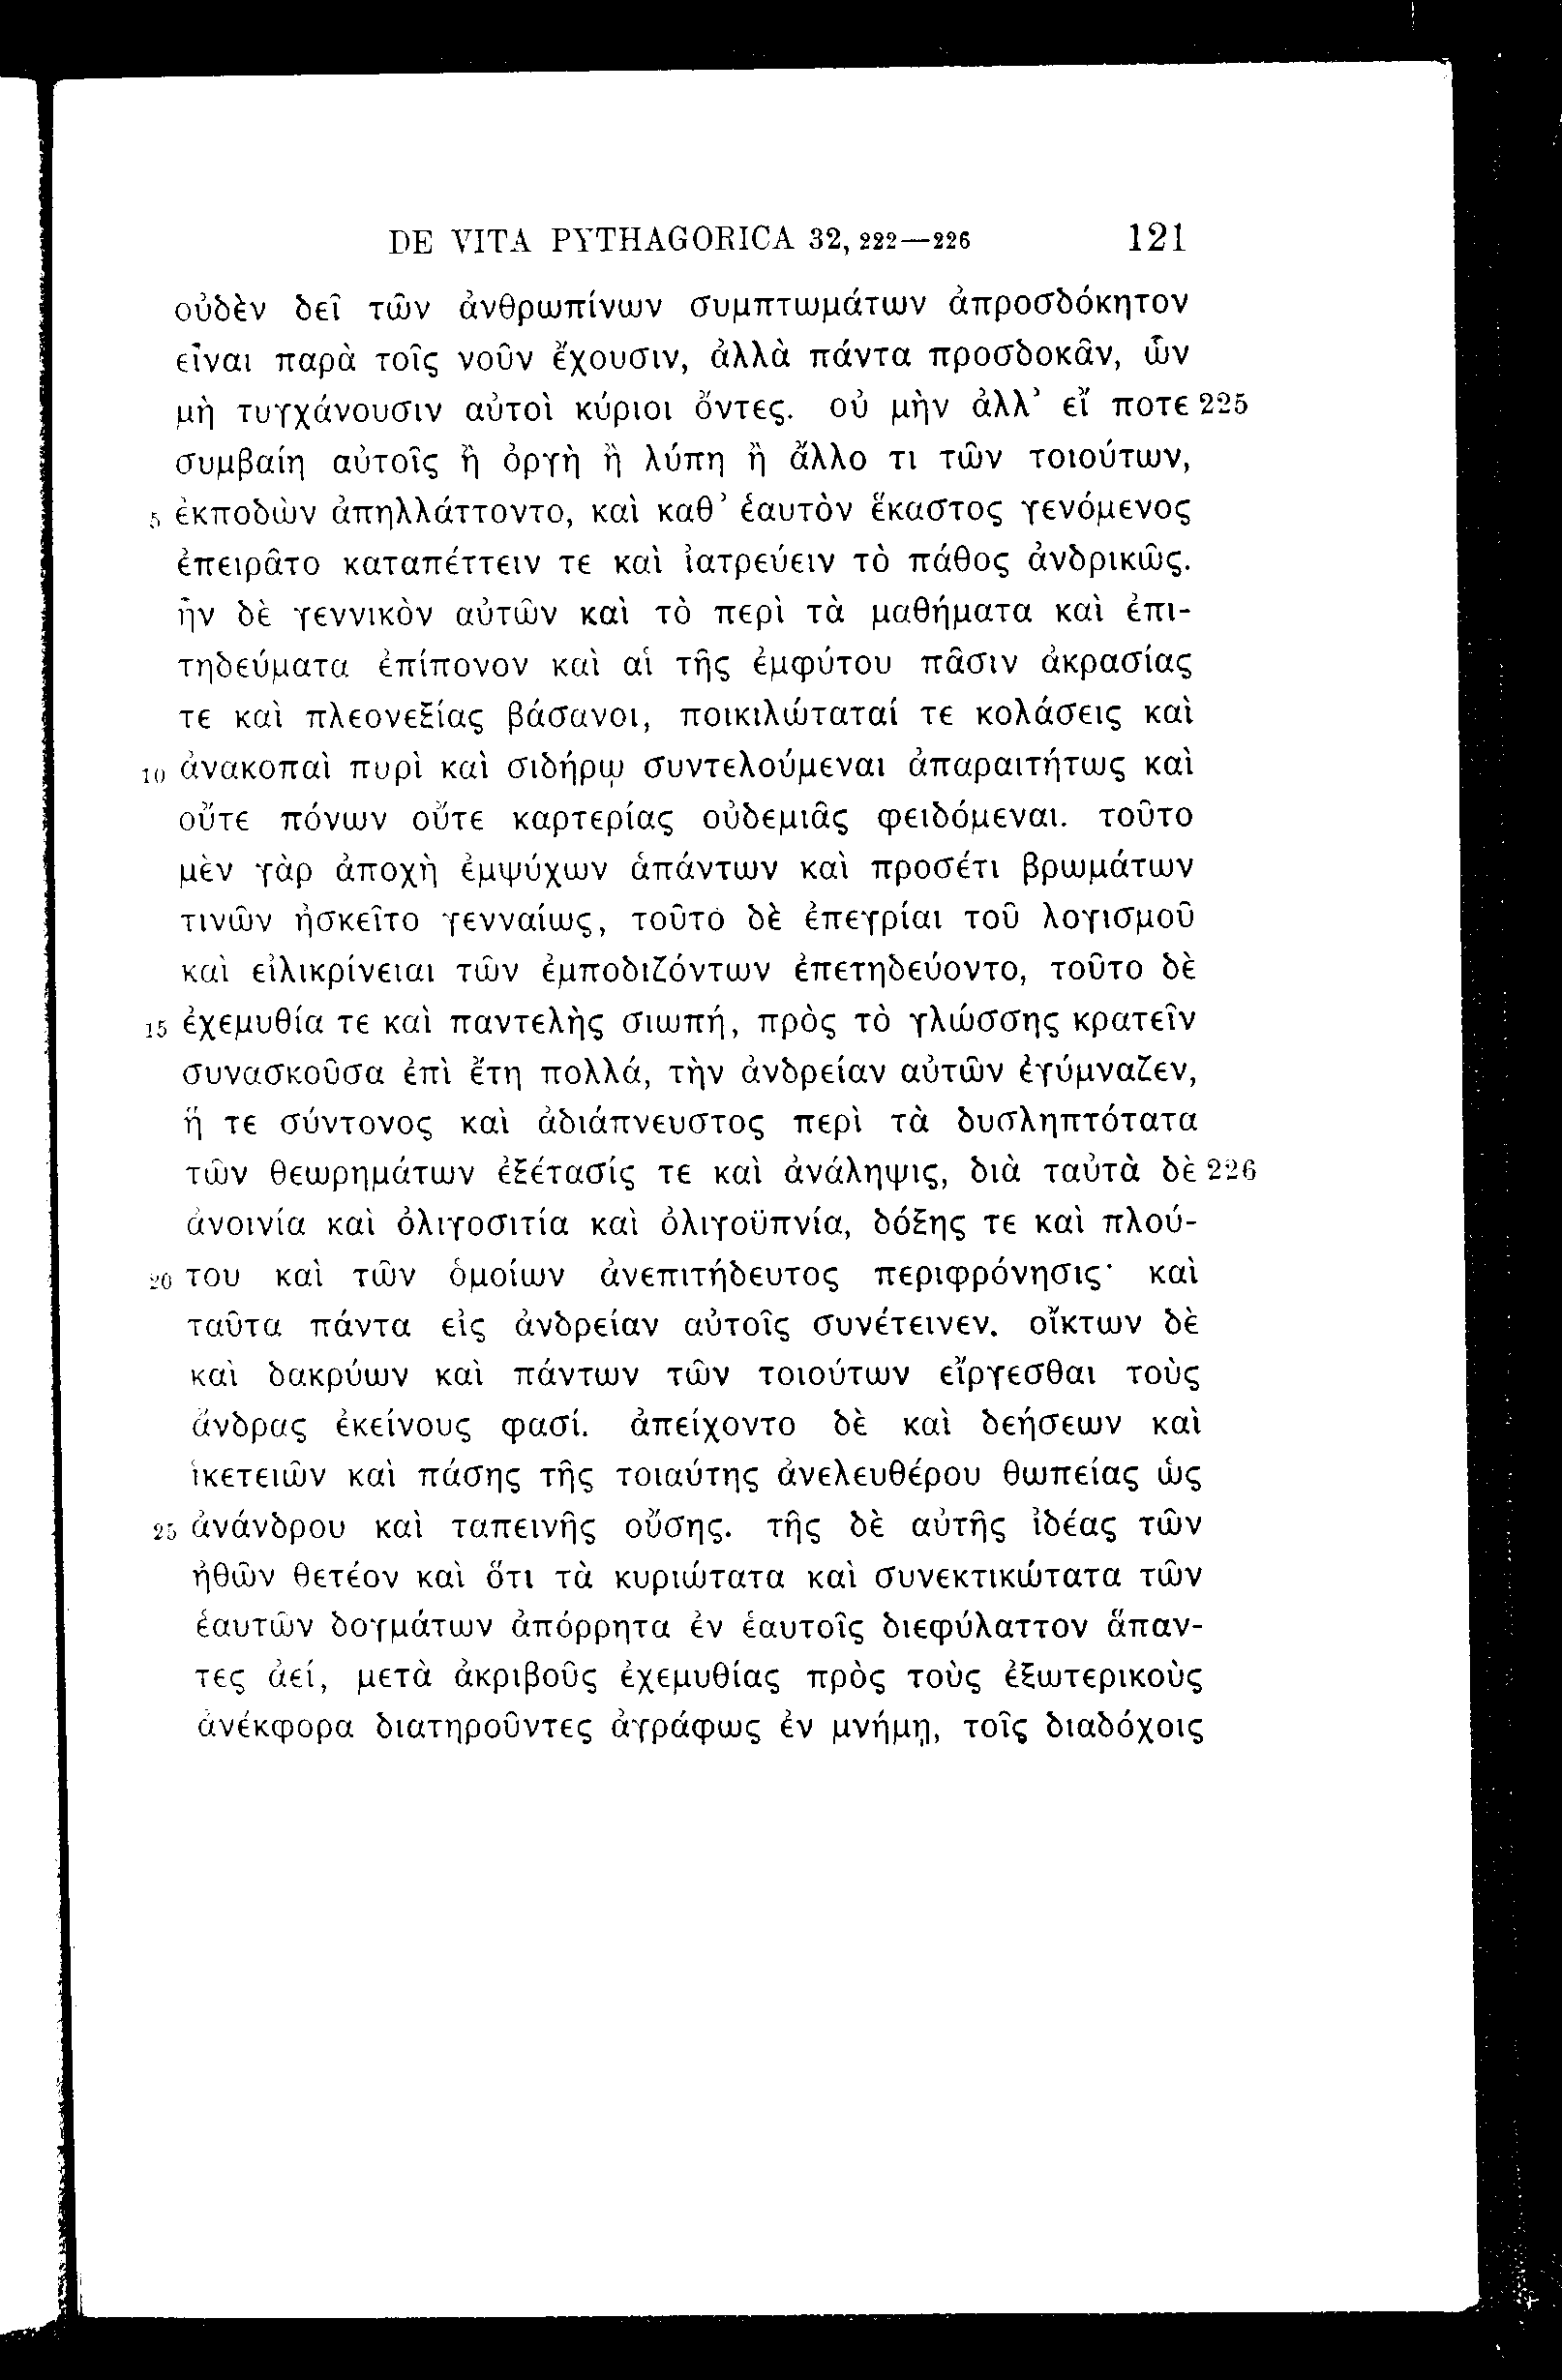 DE VITA PYTHAGORICA 32, 222—226 121
οὐδὲν δεῖ τῶν ἀνθρωπίνων συμπτωμάτων ἀπροσδόκητον
εἶναι παρὰ τοῖς νοῦν ἔχουσιν, ἀλλὰ πάντα προσδοκᾶν, ὧν
μὴ τυγχάνουσιν αὐτοὶ κύριοι ὄντες. οὐ μὴν ἀλλ’ εἴ ποτε 225
συμβαίη αὐτοῖς ἢ ὀργὴ ἢ λύπη ἢ ἄλλο τι τῶν τοιούτων,
5 ἐκποδὼν ἀπηλλάττοντο, καὶ καθ’ ἑαυτὸν ἕκαστος γενόμενος
ἐπειρᾶτο καταπέττειν τε καὶ ἰατρεύειν τὸ πάθος ἀνδρικῶς.
ἦν δὲ γεννικὸν αὐτῶν καὶ τὸ περὶ τὰ μαθήματα καὶ ἐπι-
τηδεύματα ἐπίπονον καὶ αἱ τῆς ἐμφύτου πᾶσιν ἀκρασίας
τε καὶ πλεονεξίας βάσανοι, ποικιλώταταί τε κολάσεις καὶ
10 ἀνακοπαὶ πυρὶ καὶ σιδήρῳ συντελούμεναι ἀπαραιτήτως καὶ
οὔτε πόνων οὔτε καρτερίας οὐδεμιᾶς φειδόμεναι. τοῦτο
μὲν γὰρ ἀποχὴ ἐμψύχων ἁπάντων καὶ προσέτι βρωμάτων
τινῶν ἠσκεῖτο γενναίως, τοῦτο δὲ ἐπεγρίαι τοῦ λογισμοῦ
καὶ εἰλικρίνειαι τῶν ἐμποδιζόντων ἐπετηδεύοντο, τοῦτο δὲ
15 ἐχεμυθία τε καὶ παντελὴς σιωπή, πρὸς τὸ γλώσσης κρατεῖν
συνασκοῦσα ἐπὶ ἔτη πολλά, τὴν ἀνδρείαν αὐτῶν ἐγύμναζεν,
ἥ τε σύντονος καὶ ἀδιάπνευστος περὶ τὰ δυσληπτότατα
τῶν θεωρημάτων ἐξέτασίς τε καὶ ἀνάληψις, διὰ ταὐτὰ δὲ 226
ἀνοινία καὶ ὀλιγοσιτία καὶ ὀλιγοϋπνία, δόξης τε καὶ πλού-
20 του καὶ τῶν ὁμοίων ἀνεπιτήδευτος περιφρόνησις· καὶ
ταῦτα πάντα εἰς ἀνδρείαν αὐτοῖς συνέτεινεν. οἴκτων δὲ
καὶ δακρύων καὶ πάντων τῶν τοιούτων εἴργεσθαι τοὺς
ἄνδρας ἐκείνους φασί. ἀπείχοντο δὲ καὶ δεήσεων καὶ
ἱκετειῶν καὶ πάσης τῆς τοιαύτης ἀνελευθέρου θωπείας ὡς
25 ἀνάνδρου καὶ ταπεινῆς οὔσης. τῆς δὲ αὐτῆς ἰδέας τῶν
ἠθῶν θετέον καὶ ὅτι τὰ κυριώτατα καὶ συνεκτικώτατα τῶν
ἑαυτῶν δογμάτων ἀπόρρητα ἐν ἑαυτοῖς διεφύλαττον ἅπαν-
τες ἀεί, μετὰ ἀκριβοῦς ἐχεμυθίας πρὸς τοὺς ἐξωτερικοὺς
ἀνέκφορα διατηροῦντες ἀγράφως ἐν μνήμῃ, τοῖς διαδόχοις